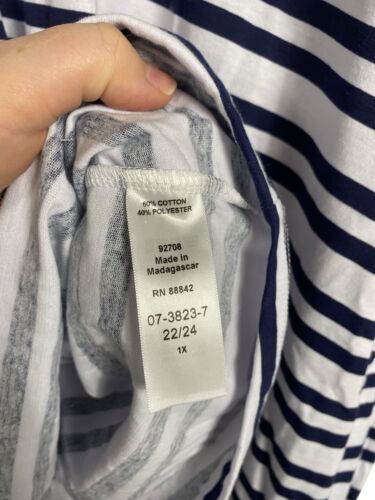 60% COTTON
40% POLYESTER
92708
Made in
Madagascar
RN 88842
07-3823-7
22/24
1X